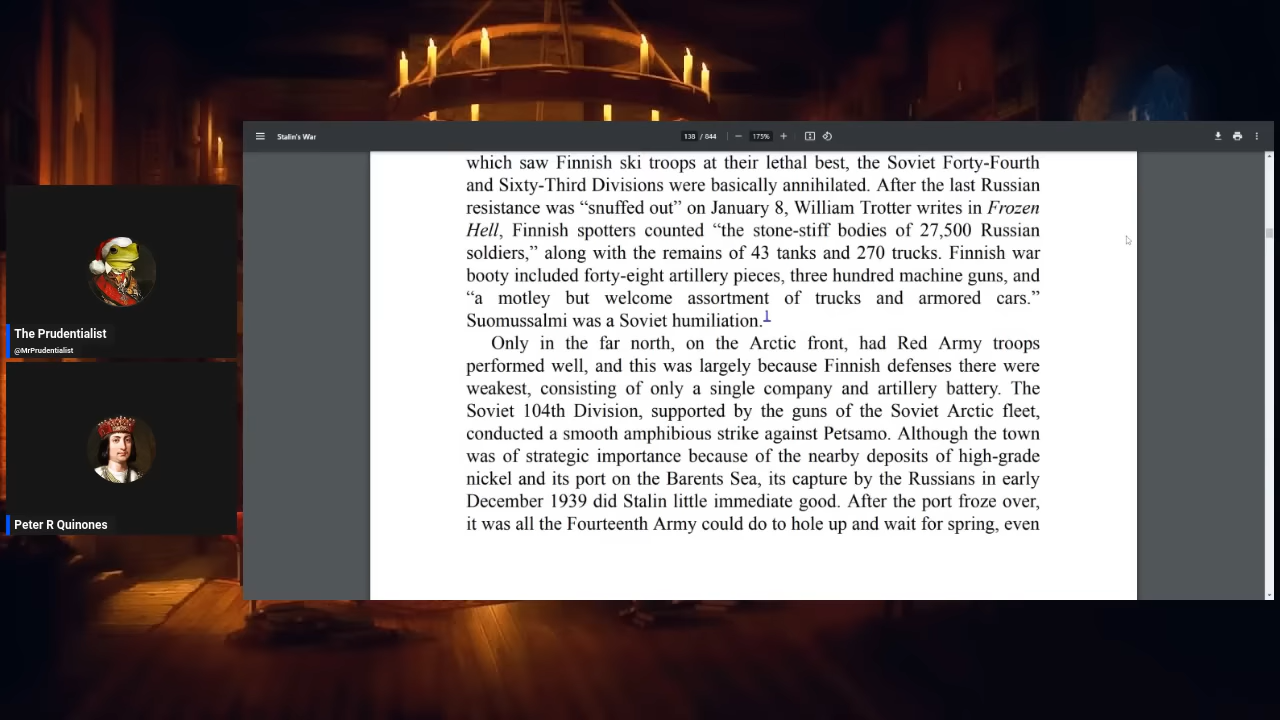 Stalin's War
138 / 844
175%
which saw Finnish ski troops at their lethal best, the Soviet Forty-Fourth
and Sixty-Third Divisions were basically annihilated. After the last Russian
resistance was “snuffed out” on January 8, William Trotter writes in Frozen
Hell, Finnish spotters counted “the stone-stiff bodies of 27,500 Russian
soldiers,” along with the remains of 43 tanks and 270 trucks. Finnish war
booty included forty-eight artillery pieces, three hundred machine guns, and
“a motley but welcome assortment of trucks and armored cars.”
Suomussalmi was a Soviet humiliation.1
Only in the far north, on the Arctic front, had Red Army troops
performed well, and this was largely because Finnish defenses there were
weakest, consisting of only a single company and artillery battery. The
Soviet 104th Division, supported by the guns of the Soviet Arctic fleet,
conducted a smooth amphibious strike against Petsamo. Although the town
was of strategic importance because of the nearby deposits of high-grade
nickel and its port on the Barents Sea, its capture by the Russians in early
December 1939 did Stalin little immediate good. After the port froze over,
it was all the Fourteenth Army could do to hole up and wait for spring, even
The Prudentialist
@MrPrudentialist
Peter R Quinones